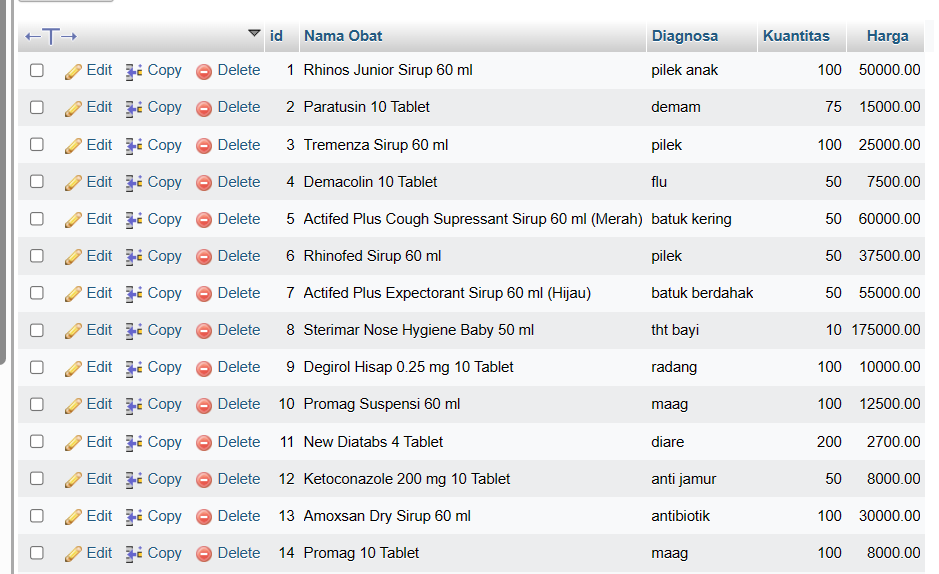 ←T→ id Nama Obat Diagnosa Kuantitas Harga
Edit Copy Delete 1 Rhinos Junior Sirup 60 ml pilek anak 100 50000.00
Edit Copy Delete 2 Paratusin 10 Tablet demam 75 15000.00
Edit Copy Delete 3 Tremenza Sirup 60 ml pilek 100 25000.00
Edit Copy Delete 4 Demacolin 10 Tablet flu 50 7500.00
Edit Copy Delete 5 Actifed Plus Cough Supressant Sirup 60 ml (Merah) batuk kering 50 60000.00
Edit Copy Delete 6 Rhinofed Sirup 60 ml pilek 50 37500.00
Edit Copy Delete 7 Actifed Plus Expectorant Sirup 60 ml (Hijau) batuk berdahak 50 55000.00
Edit Copy Delete 8 Sterimar Nose Hygiene Baby 50 ml tht bayi 10 175000.00
Edit Copy Delete 9 Degirol Hisap 0.25 mg 10 Tablet radang 100 10000.00
Edit Copy Delete 10 Promag Suspensi 60 ml maag 100 12500.00
Edit Copy Delete 11 New Diatabs 4 Tablet diare 200 2700.00
Edit Copy Delete 12 Ketoconazole 200 mg 10 Tablet anti jamur 50 8000.00
Edit Copy Delete 13 Amoxsan Dry Sirup 60 ml antibiotik 100 30000.00
Edit Copy Delete 14 Promag 10 Tablet maag 100 8000.00